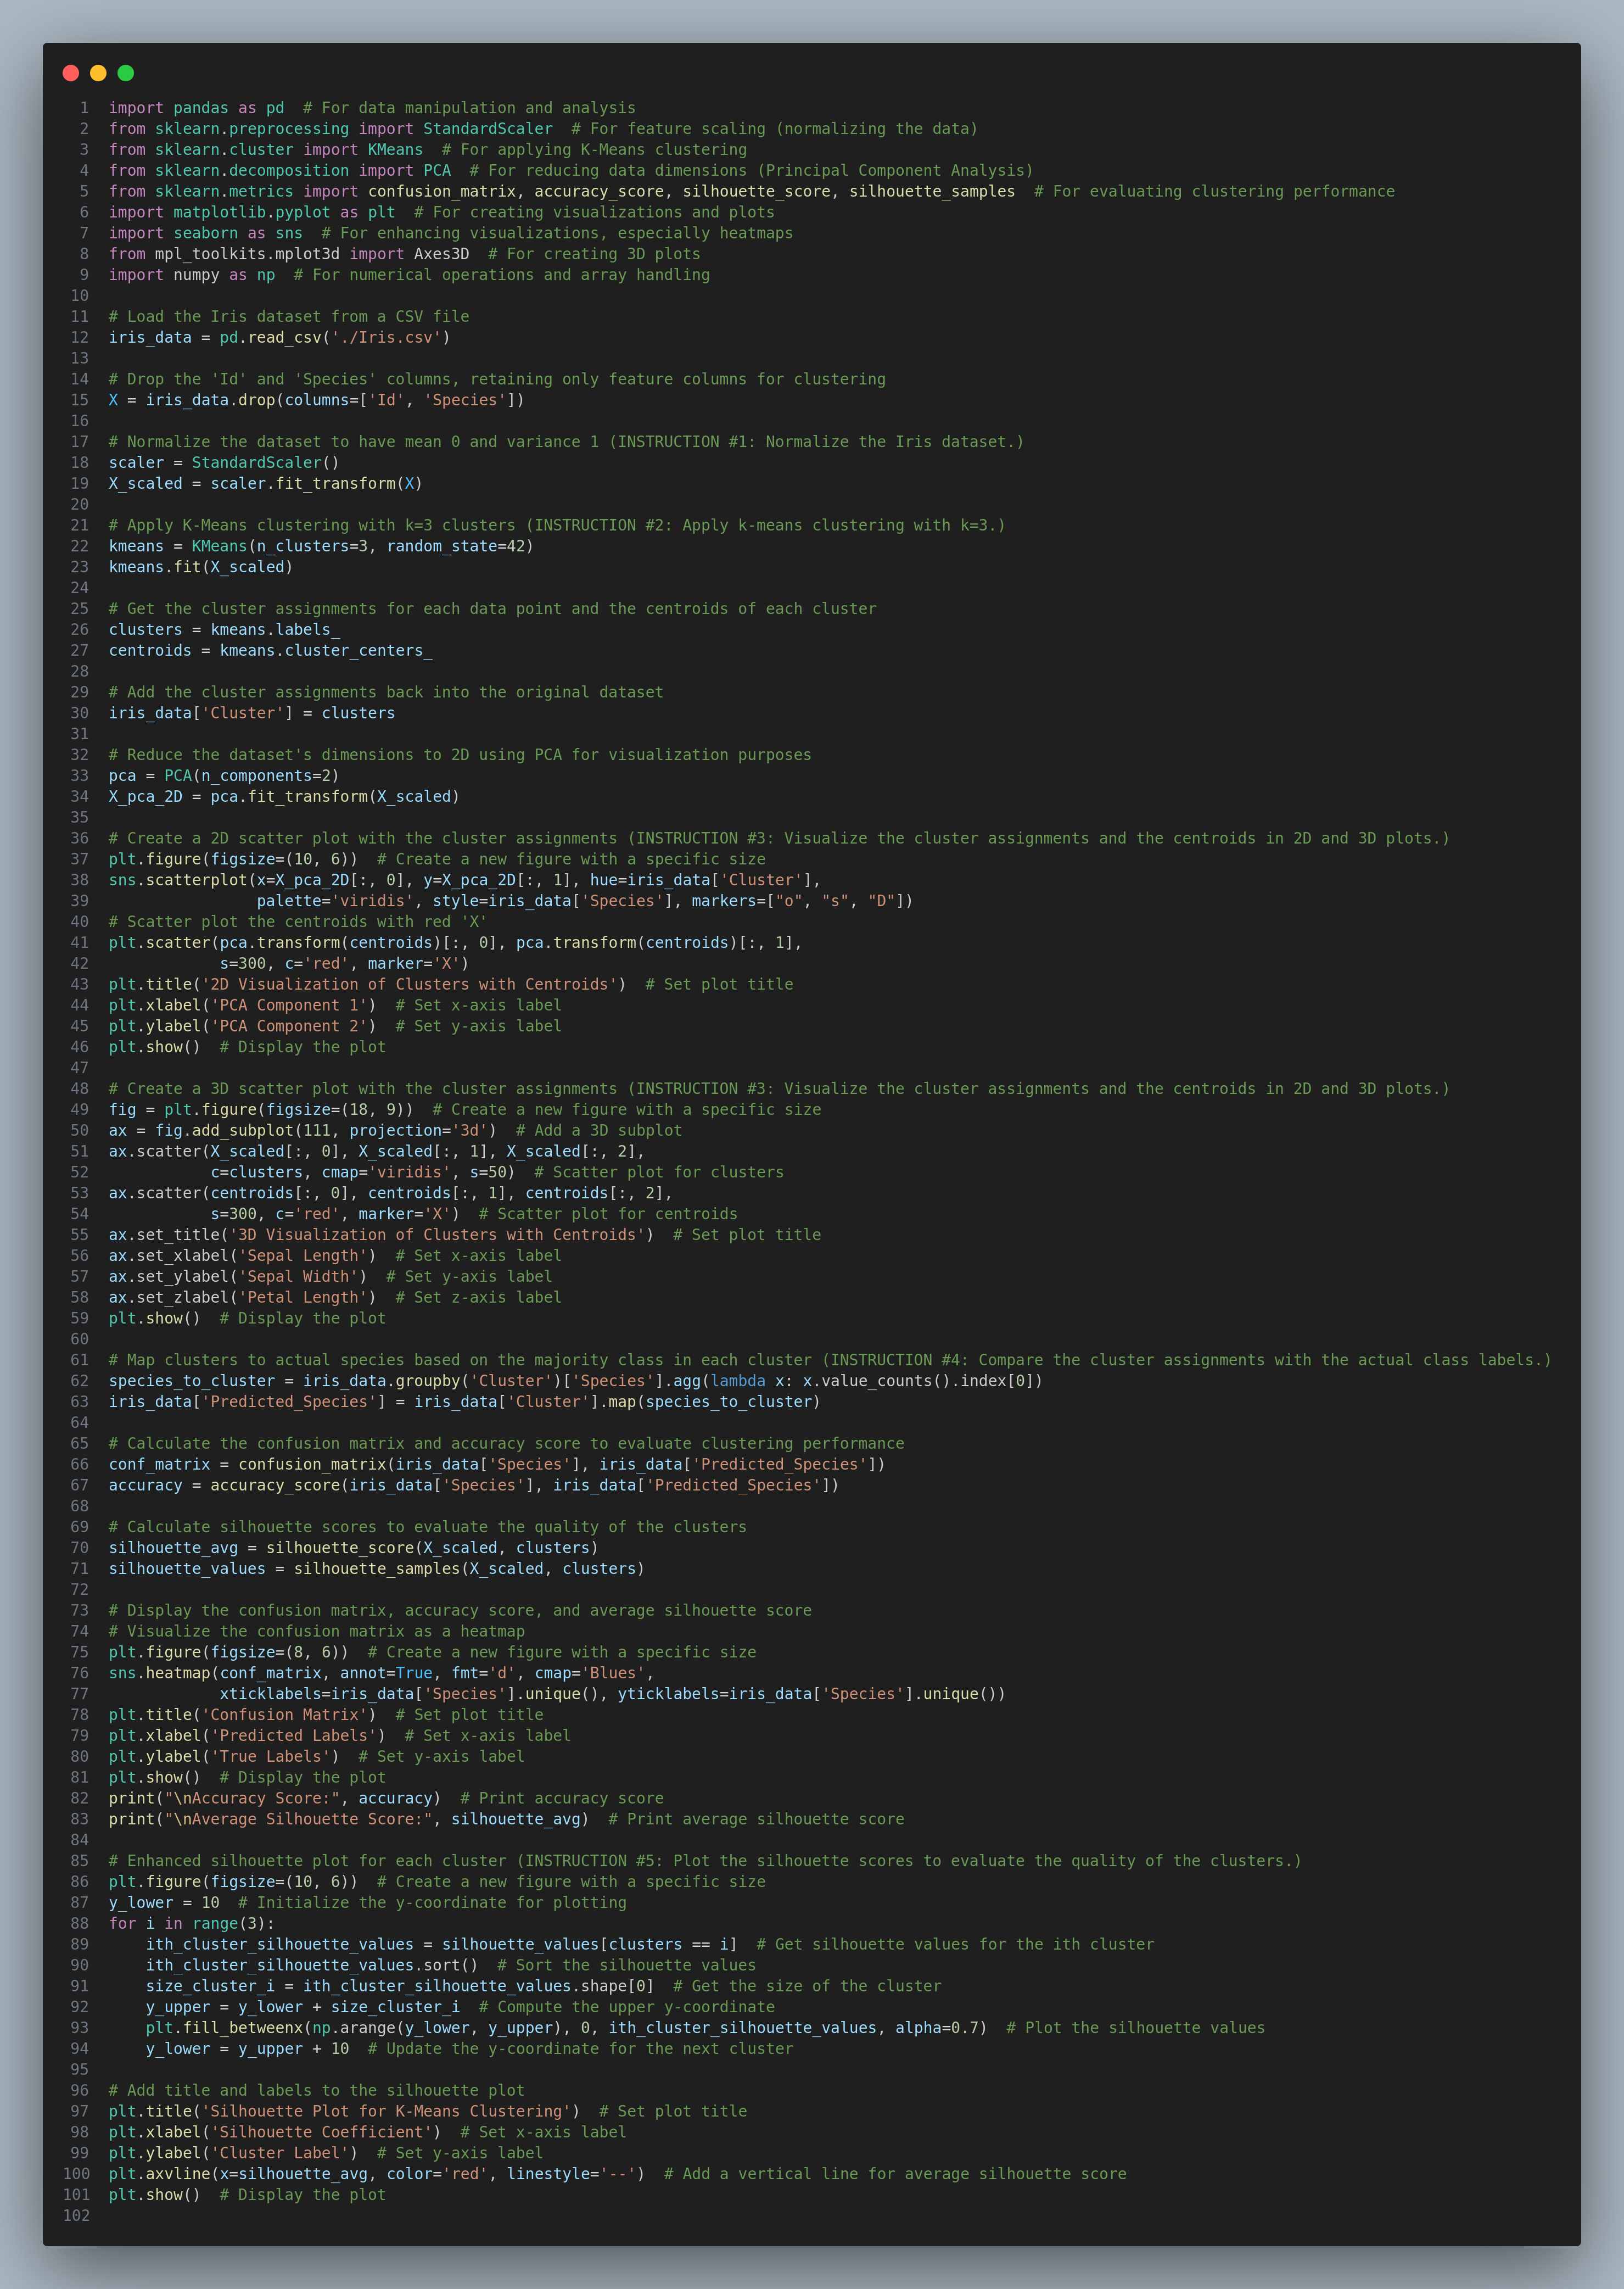 1 import pandas as pd  # For data manipulation and analysis
2 from sklearn.preprocessing import StandardScaler  # For feature scaling (normalizing the data)
3 from sklearn.cluster import KMeans  # For applying K-Means clustering
4 from sklearn.decomposition import PCA  # For reducing data dimensions (Principal Component Analysis)
5 from sklearn.metrics import confusion_matrix, accuracy_score, silhouette_score, silhouette_samples  # For evaluating clustering performance
6 import matplotlib.pyplot as plt  # For creating visualizations and plots
7 import seaborn as sns  # For enhancing visualizations, especially heatmaps
8 from mpl_toolkits.mplot3d import Axes3D  # For creating 3D plots
9 import numpy as np  # For numerical operations and array handling
10
11 # Load the Iris dataset from a CSV file
12 iris_data = pd.read_csv('./Iris.csv')
13
14 # Drop the 'Id' and 'Species' columns, retaining only feature columns for clustering
15 X = iris_data.drop(columns=['Id', 'Species'])
16
17 # Normalize the dataset to have mean 0 and variance 1 (INSTRUCTION #1: Normalize the Iris dataset.)
18 scaler = StandardScaler()
19 X_scaled = scaler.fit_transform(X)
20
21 # Apply K-Means clustering with k=3 clusters (INSTRUCTION #2: Apply k-means clustering with k=3.)
22 kmeans = KMeans(n_clusters=3, random_state=42)
23 kmeans.fit(X_scaled)
24
25 # Get the cluster assignments for each data point and the centroids of each cluster
26 clusters = kmeans.labels_
27 centroids = kmeans.cluster_centers_
28
29 # Add the cluster assignments back into the original dataset
30 iris_data['Cluster'] = clusters
31
32 # Reduce the dataset's dimensions to 2D using PCA for visualization purposes
33 pca = PCA(n_components=2)
34 X_pca_2D = pca.fit_transform(X_scaled)
35
36 # Create a 2D scatter plot with the cluster assignments (INSTRUCTION #3: Visualize the cluster assignments and the centroids in 2D and 3D plots.)
37 plt.figure(figsize=(10, 6))  # Create a new figure with a specific size
38 sns.scatterplot(x=X_pca_2D[:, 0], y=X_pca_2D[:, 1], hue=iris_data['Cluster'],
39                 palette='viridis', style=iris_data['Species'], markers=["o", "s", "D"])
40 # Scatter plot the centroids with red 'X'
41 plt.scatter(pca.transform(centroids)[:, 0], pca.transform(centroids)[:, 1],
42             s=300, c='red', marker='X')
43 plt.title('2D Visualization of Clusters with Centroids')  # Set plot title
44 plt.xlabel('PCA Component 1')  # Set x-axis label
45 plt.ylabel('PCA Component 2')  # Set y-axis label
46 plt.show()  # Display the plot
47
48 # Create a 3D scatter plot with the cluster assignments (INSTRUCTION #3: Visualize the cluster assignments and the centroids in 2D and 3D plots.)
49 fig = plt.figure(figsize=(18, 9))  # Create a new figure with a specific size
50 ax = fig.add_subplot(111, projection='3d')  # Add a 3D subplot
51 ax.scatter(X_scaled[:, 0], X_scaled[:, 1], X_scaled[:, 2],
52            c=clusters, cmap='viridis', s=50)  # Scatter plot for clusters
53 ax.scatter(centroids[:, 0], centroids[:, 1], centroids[:, 2],
54            s=300, c='red', marker='X')  # Scatter plot for centroids
55 ax.set_title('3D Visualization of Clusters with Centroids')  # Set plot title
56 ax.set_xlabel('Sepal Length')  # Set x-axis label
57 ax.set_ylabel('Sepal Width')  # Set y-axis label
58 ax.set_zlabel('Petal Length')  # Set z-axis label
59 plt.show()  # Display the plot
60
61 # Map clusters to actual species based on the majority class in each cluster (INSTRUCTION #4: Compare the cluster assignments with the actual class labels.)
62 species_to_cluster = iris_data.groupby('Cluster')['Species'].agg(lambda x: x.value_counts().index[0])
63 iris_data['Predicted_Species'] = iris_data['Cluster'].map(species_to_cluster)
64
65 # Calculate the confusion matrix and accuracy score to evaluate clustering performance
66 conf_matrix = confusion_matrix(iris_data['Species'], iris_data['Predicted_Species'])
67 accuracy = accuracy_score(iris_data['Species'], iris_data['Predicted_Species'])
68
69 # Calculate silhouette scores to evaluate the quality of the clusters
70 silhouette_avg = silhouette_score(X_scaled, clusters)
71 silhouette_values = silhouette_samples(X_scaled, clusters)
72
73 # Display the confusion matrix, accuracy score, and average silhouette score
74 # Visualize the confusion matrix as a heatmap
75 plt.figure(figsize=(8, 6))  # Create a new figure with a specific size
76 sns.heatmap(conf_matrix, annot=True, fmt='d', cmap='Blues',
77             xticklabels=iris_data['Species'].unique(), yticklabels=iris_data['Species'].unique())
78 plt.title('Confusion Matrix')  # Set plot title
79 plt.xlabel('Predicted Labels')  # Set x-axis label
80 plt.ylabel('True Labels')  # Set y-axis label
81 plt.show()  # Display the plot
82 print("\nAccuracy Score:", accuracy)  # Print accuracy score
83 print("\nAverage Silhouette Score:", silhouette_avg)  # Print average silhouette score
84
85 # Enhanced silhouette plot for each cluster (INSTRUCTION #5: Plot the silhouette scores to evaluate the quality of the clusters.)
86 plt.figure(figsize=(10, 6))  # Create a new figure with a specific size
87 y_lower = 10  # Initialize the y-coordinate for plotting
88 for i in range(3):
89     ith_cluster_silhouette_values = silhouette_values[clusters == i]  # Get silhouette values for the ith cluster
90     ith_cluster_silhouette_values.sort()  # Sort the silhouette values
91     size_cluster_i = ith_cluster_silhouette_values.shape[0]  # Get the size of the cluster
92     y_upper = y_lower + size_cluster_i  # Compute the upper y-coordinate
93     plt.fill_betweenx(np.arange(y_lower, y_upper), 0, ith_cluster_silhouette_values, alpha=0.7)  # Plot the silhouette values
94     y_lower = y_upper + 10  # Update the y-coordinate for the next cluster
95
96 # Add title and labels to the silhouette plot
97 plt.title('Silhouette Plot for K-Means Clustering')  # Set plot title
98 plt.xlabel('Silhouette Coefficient')  # Set x-axis label
99 plt.ylabel('Cluster Label')  # Set y-axis label
100 plt.axvline(x=silhouette_avg, color='red', linestyle='--')  # Add a vertical line for average silhouette score
101 plt.show()  # Display the plot
102